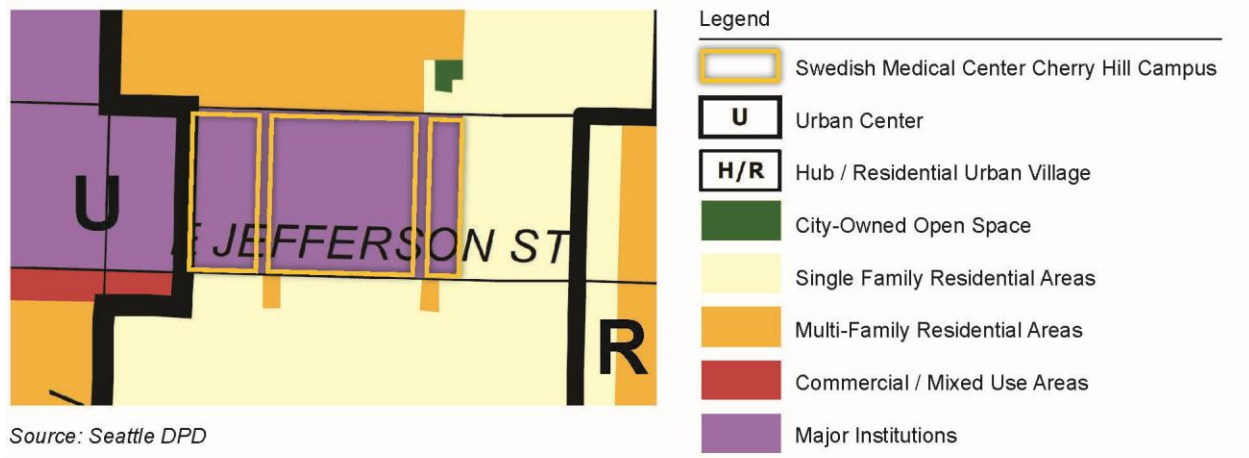 U
E JEFFERSON ST
R
Source: Seattle DPD
Legend
Swedish Medical Center Cherry Hill Campus
U Urban Center
H/R Hub / Residential Urban Village
City-Owned Open Space
Single Family Residential Areas
Multi-Family Residential Areas
Commercial / Mixed Use Areas
Major Institutions